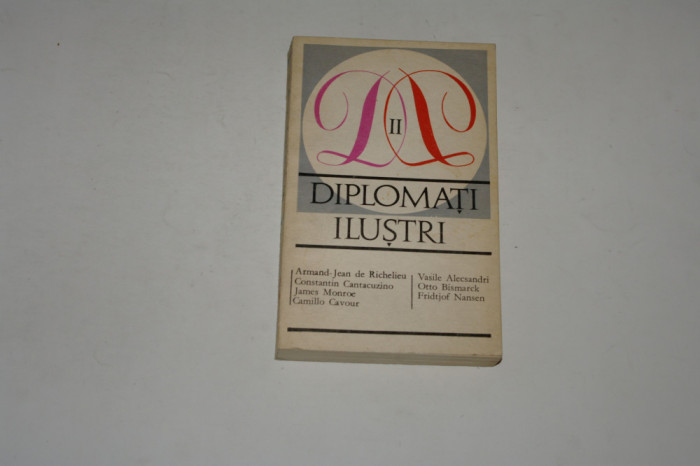 II
DIPLOMAȚI
ILUȘTRI
Armand-Jean de Richelieu
Constantin Cantacuzino
James Monroe
Camillo Cavour
Vasile Alecsandri
Otto Bismarck
Fridtjof Nansen